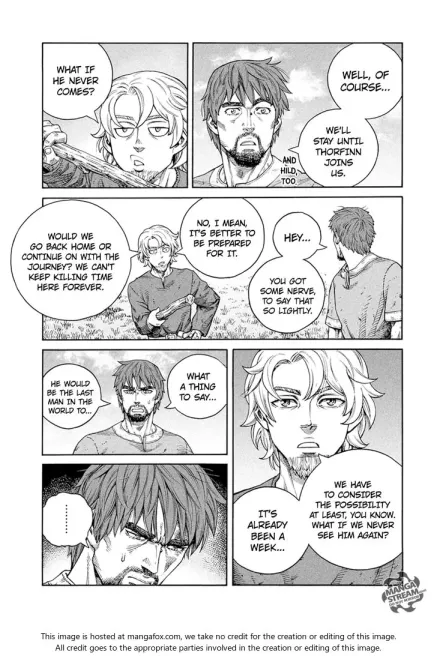 WHAT IF
HE NEVER
COMES?
WELL, OF
COURSE...
WE'LL
STAY UNTIL
THORFINN
JOINS
US.
AND
HILD,
TOO
WOULD WE
GO BACK HOME OR
CONTINUE ON WITH THE
JOURNEY? WE CAN'T
KEEP KILLING TIME
HERE FOREVER.
NO, I MEAN,
IT'S BETTER TO
BE PREPARED
FOR IT.
HEY...
YOU GOT
SOME NERVE,
TO SAY THAT
SO LIGHTLY.
WHAT
A THING
TO SAY...
HE WOULD
BE THE LAST
MAN IN THE
WORLD TO...
WE HAVE
TO CONSIDER
THE POSSIBILITY
AT LEAST, YOU KNOW.
WHAT IF WE NEVER
SEE HIM AGAIN?
IT'S
ALREADY
BEEN A
WEEK...
.......
MANGA
STREAM
This image is hosted at mangafox.com, we take no credit for the creation or editing of this image.
All credit goes to the appropriate parties involved in the creation or editing of this image.